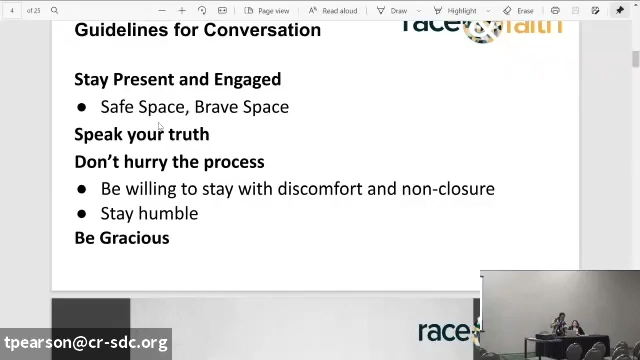 4 of 25 Page view Read aloud Draw Highlight Erase
Guidelines for Conversation
race&faith
Stay Present and Engaged
● Safe Space, Brave Space
Speak your truth
Don't hurry the process
● Be willing to stay with discomfort and non-closure
● Stay humble
Be Gracious
race
tpearson@cr-sdc.org